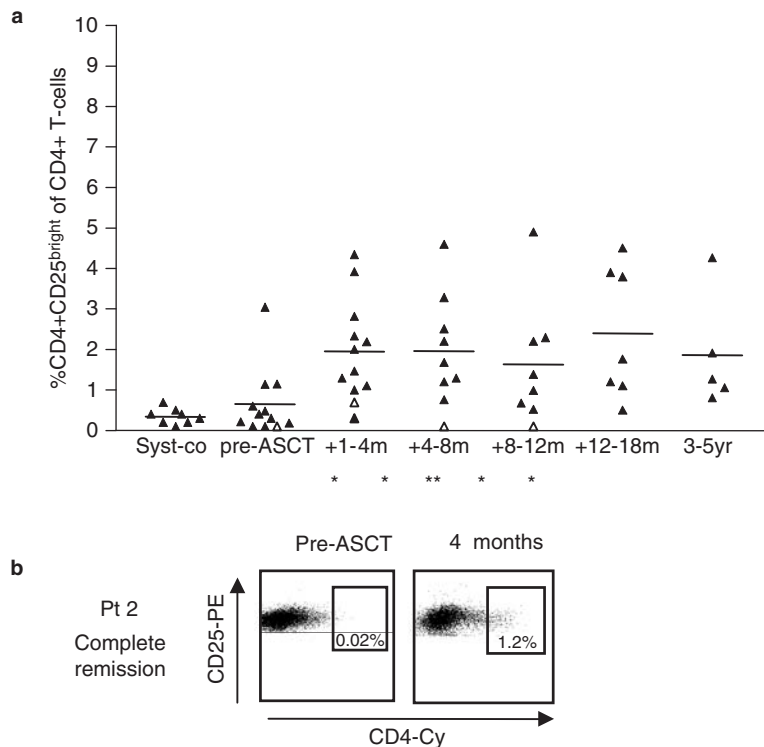 a
%CD4+CD25bright of CD4+ T-cells
10
9
8
7
6
5
4
3
2
1
0
Syst-co pre-ASCT +1-4m +4-8m +8-12m +12-18m 3-5yr
* * ** * *
b
Pre-ASCT 4 months
Pt 2
Complete
remission
CD25-PE
0.02% 1.2%
CD4-Cy